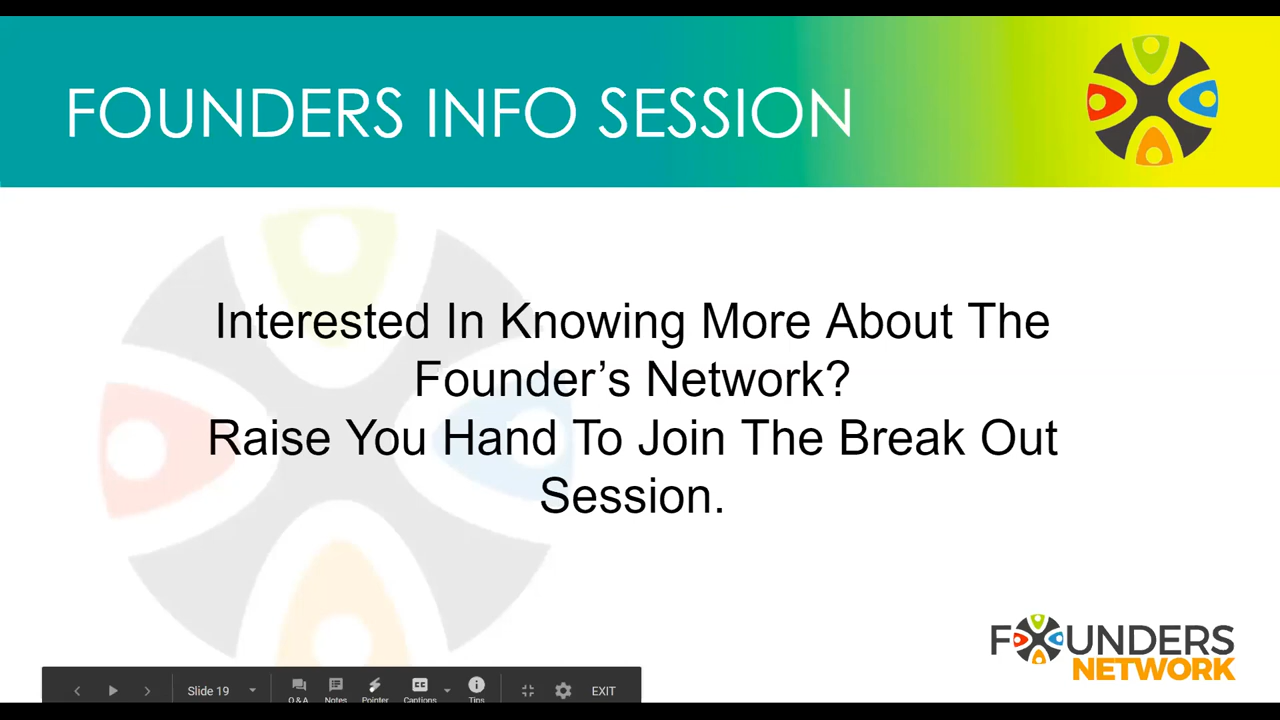 FOUNDERS INFO SESSION
Interested In Knowing More About The
Founder’s Network?
Raise You Hand To Join The Break Out
Session.
FOUNDERS
NETWORK
Slide 19
Q & A Notes Pointer Captions Tips EXIT